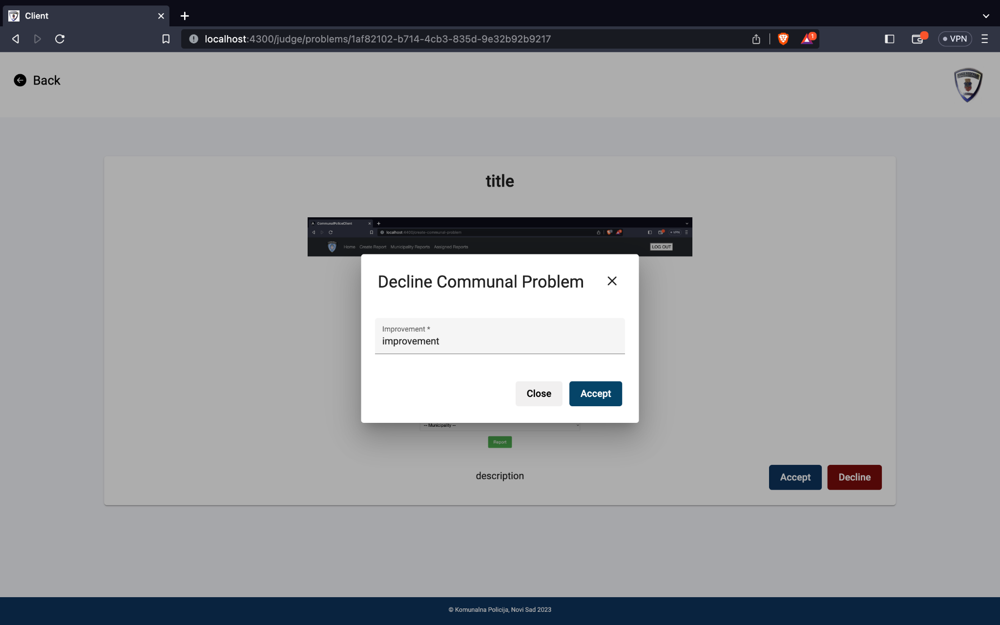 Client
localhost:4300/judge/problems/1af82102-b714-4cb3-835d-9e32b92b9217
1
VPN
Back
title
CommunalPoliceClient
localhost:4400/create-communal-problem
VPN
Home Create Report Municipality Reports Assigned Reports
LOG OUT
Decline Communal Problem
Improvement *
improvement
Close
Accept
-- Municipality --
Report
description
Accept
Decline
© Komunalna Policija, Novi Sad 2023